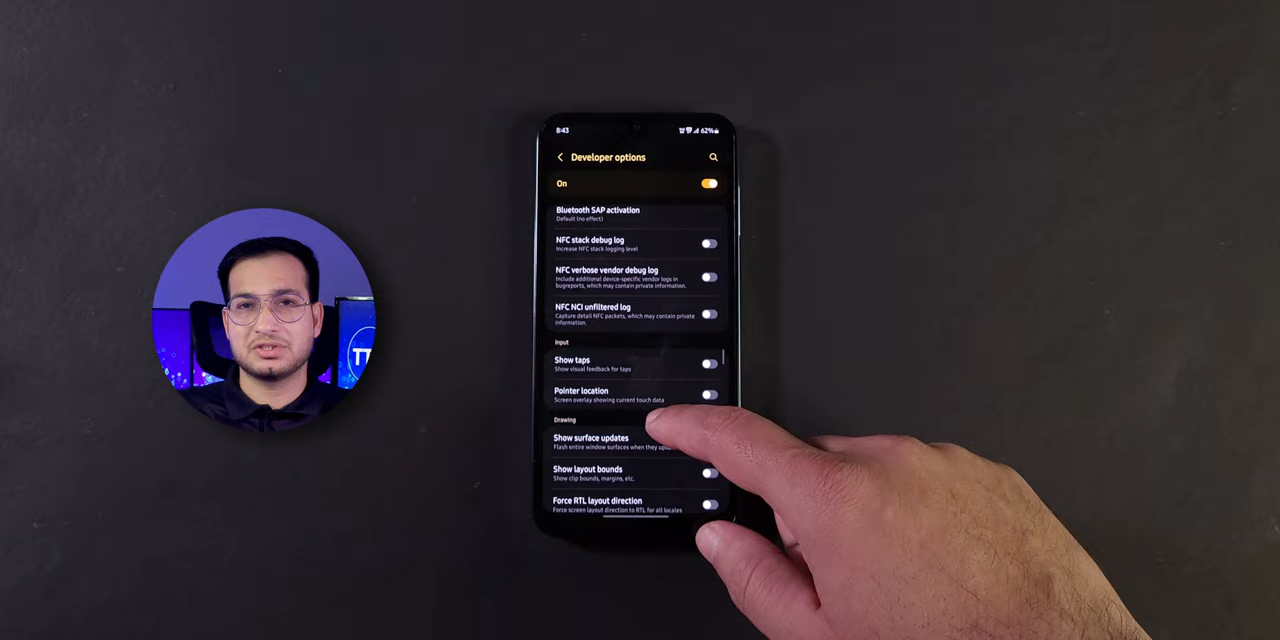 8:43
62%
Developer options
On
Bluetooth SAP activation
Default (no effect)
NFC stack debug log
Increase NFC stack logging level
NFC verbose vendor debug log
Include additional device-specific vendor logs in
bugreports, which may contain private information.
NFC NCI unfiltered log
Capture detail NFC packets, which may contain private
information.
Input
Show taps
Show visual feedback for taps
Pointer location
Screen overlay showing current touch data
Drawing
Show surface updates
Flash entire window surfaces when they
Show layout bounds
Show clip bounds, margins, etc.
Force RTL layout direction
Force screen layout direction to RTL for all locales